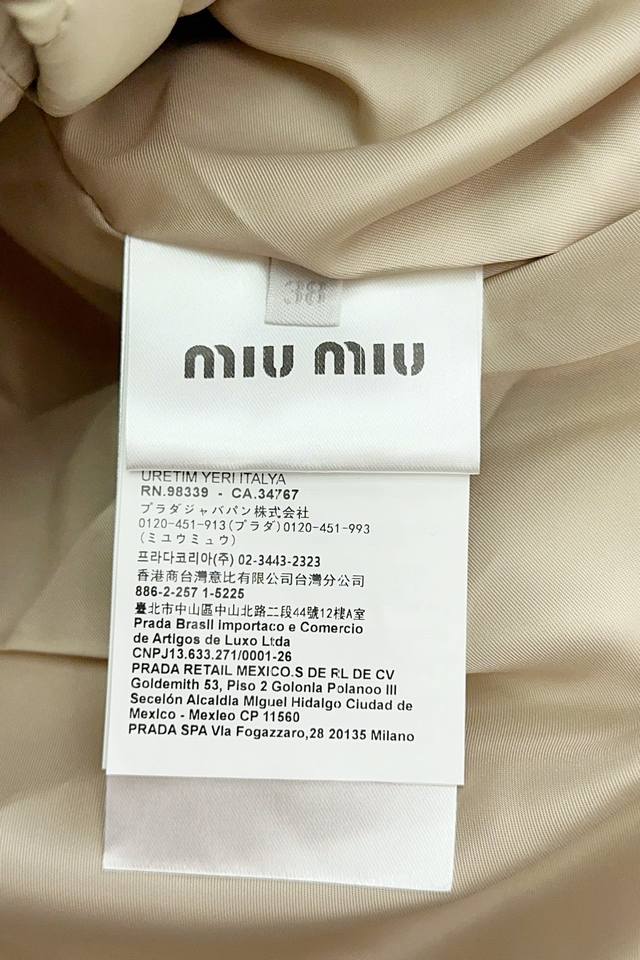 38
miu miu
URETIM YERI ITALYA
RN.98339 - CA.34767
プラダジャバパン株式会社
0120-451-913(プラダ)0120-451-993
(ミユウミュウ)
프라다코리아(주) 02-3443-2323
香港商台灣意比有限公司台灣分公司
886-2-257 1-5225
臺北市中山區中山北路二段44號12樓A室
Prada Brasil importaco e Comercio
de Artigos de Luxo Ltda
CNPJ13.633.271/0001-26
PRADA RETAIL MEXICO.S DE RL DE CV
Goldemith 53, Piso 2 Golonia Polanoo III
Secelón Alcaldia Miguel Hidalgo Ciudad de
Mexico - Mexleo CP 11560
PRADA SPA Vla Fogazzaro,28 20135 Milano